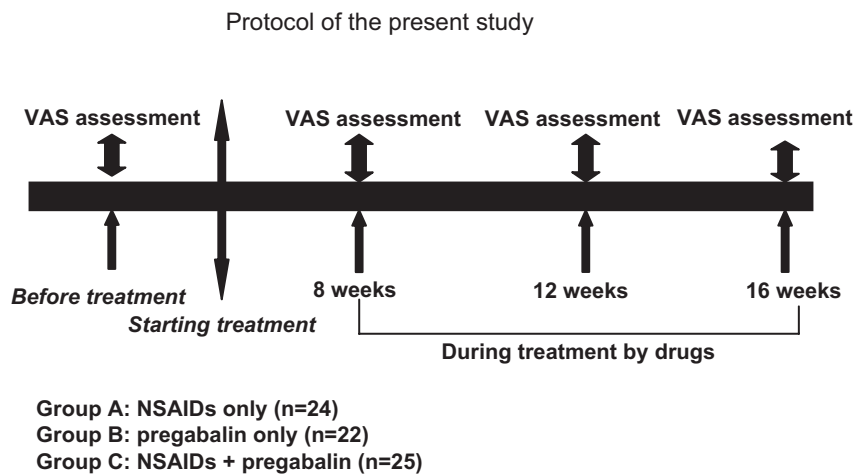 Protocol of the present study
VAS assessment
VAS assessment
VAS assessment
VAS assessment
Before treatment
Starting treatment
8 weeks
12 weeks
16 weeks
During treatment by drugs
Group A: NSAIDs only (n=24)
Group B: pregabalin only (n=22)
Group C: NSAIDs + pregabalin (n=25)